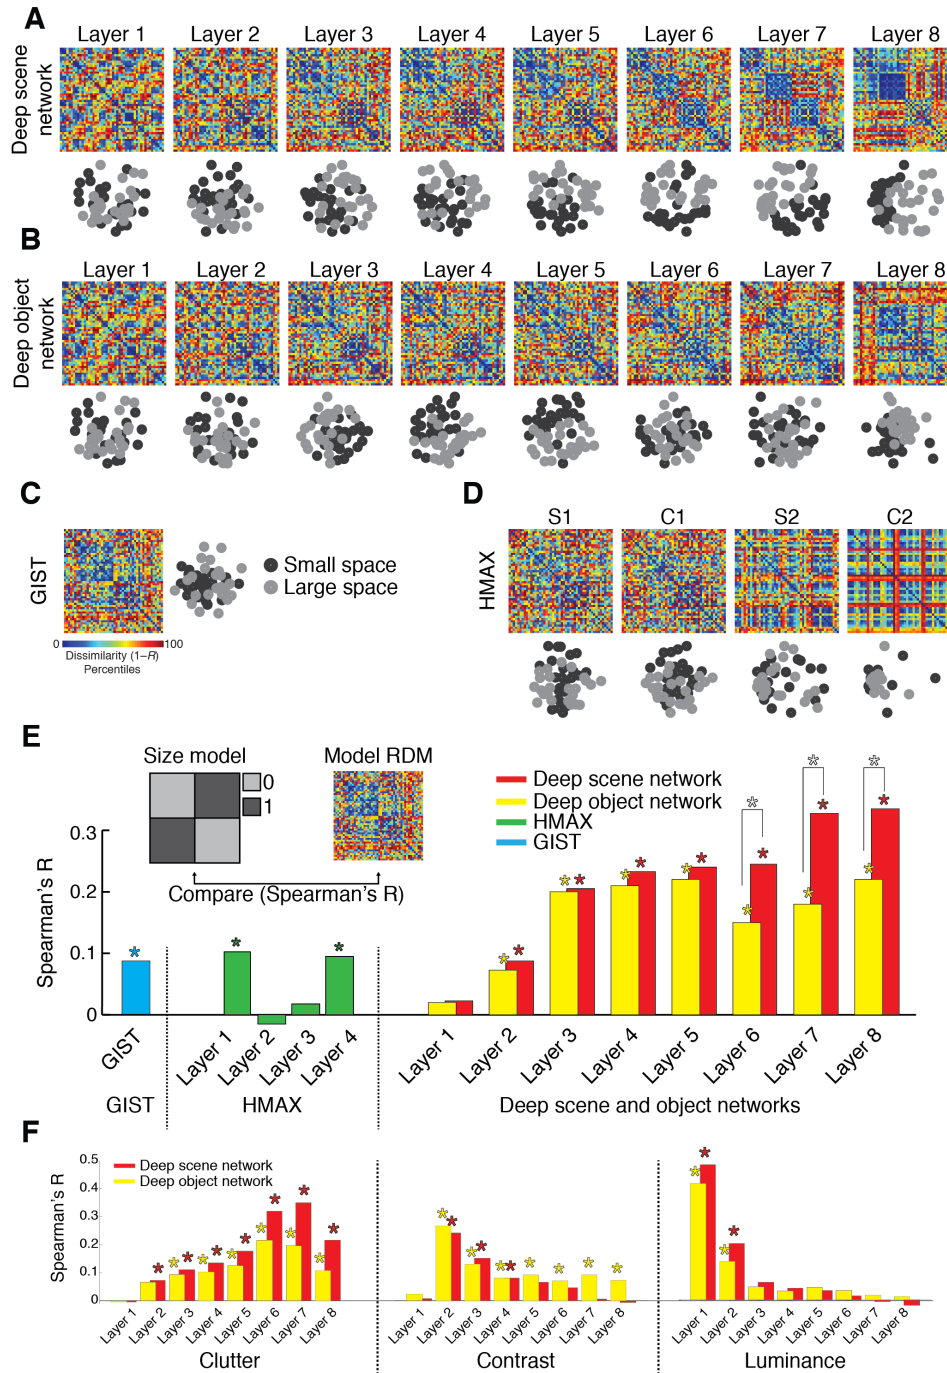 A
Layer 1 Layer 2 Layer 3 Layer 4 Layer 5 Layer 6 Layer 7 Layer 8
Deep scene
network
B
Layer 1 Layer 2 Layer 3 Layer 4 Layer 5 Layer 6 Layer 7 Layer 8
Deep object
network
C
GIST
Small space
Large space
0 100
Dissimilarity (1–R)
Percentiles
D
S1 C1 S2 C2
HMAX
E
Size model
0
1
Model RDM
Compare (Spearman's R)
Deep scene network
Deep object network
HMAX
GIST
Spearman's R
0.3
0.2
0.1
0
GIST
Layer 1 Layer 2 Layer 3 Layer 4
Layer 1 Layer 2 Layer 3 Layer 4 Layer 5 Layer 6 Layer 7 Layer 8
GIST HMAX Deep scene and object networks
F
Deep scene network
Deep object network
Spearman's R
0.5
0.4
0.3
0.2
0.1
0
Layer 1 Layer 2 Layer 3 Layer 4 Layer 5 Layer 6 Layer 7 Layer 8
Layer 1 Layer 2 Layer 3 Layer 4 Layer 5 Layer 6 Layer 7 Layer 8
Layer 1 Layer 2 Layer 3 Layer 4 Layer 5 Layer 6 Layer 7 Layer 8
Clutter Contrast Luminance